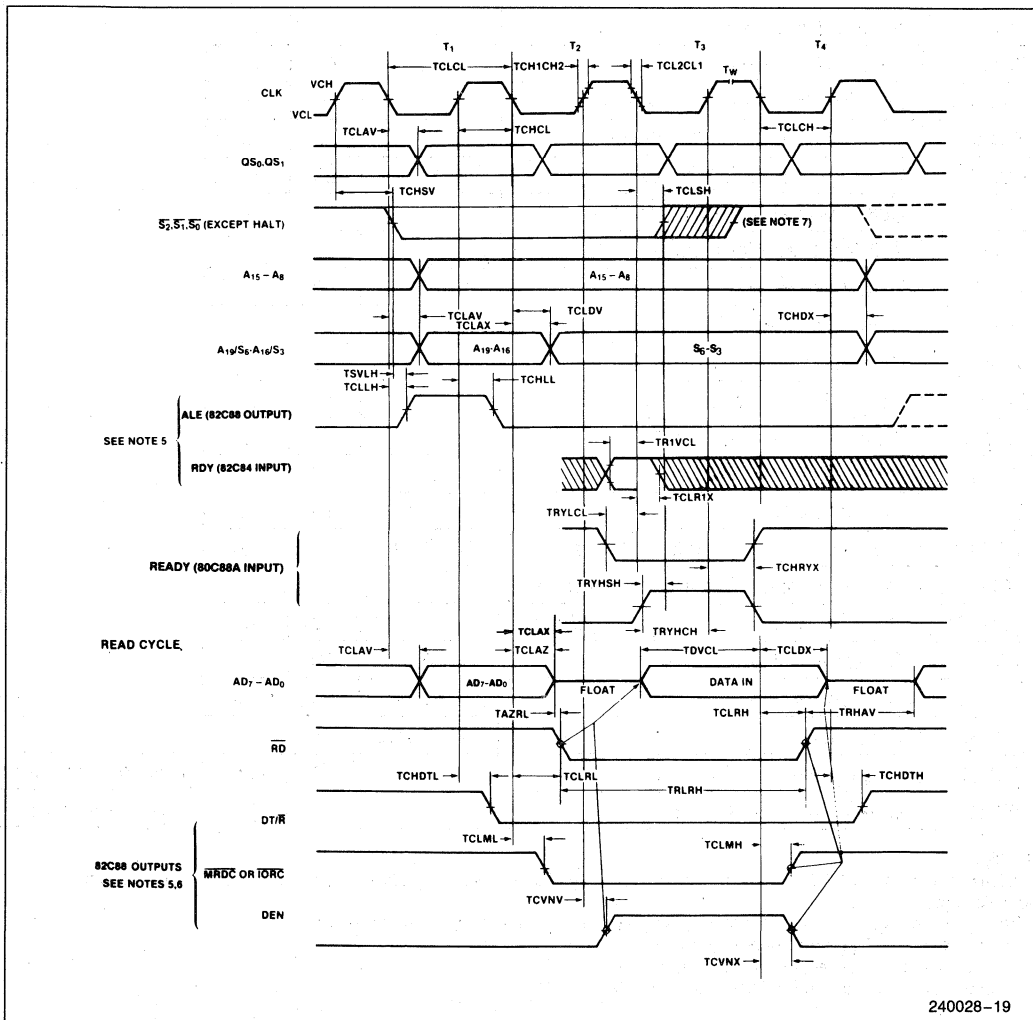 T1 T2 T3 T4
TCLCL TCH1CH2 TCL2CL1 TW
VCH
CLK
VCL
TCLAV TCHCL TCLCH
QS0,QS1
TCHSV TCLSH
S2,S1,S0 (EXCEPT HALT) (SEE NOTE 7)
A15 – A8 A15 – A8
TCLAV TCLDV TCHDX
TCLAX
A19/S6-A16/S3 A19-A16 S6-S3
TSVLH TCHLL
TCLLH
ALE (82C88 OUTPUT)
SEE NOTE 5
TR1VCL
RDY (82C84 INPUT)
TCLR1X
TRYLCL
READY (80C88A INPUT) TCHRYX
TRYHSH
TRYHCH
READ CYCLE
TCLAX
TCLAV TCLAZ TDVCL TCLDX
AD7 – AD0 AD7-AD0 FLOAT DATA IN FLOAT
TAZRL TCLRH TRHAV
RD
TCHDTL TCLRL TRLRH TCHDTH
DT/R
TCLML TCLMH
82C88 OUTPUTS
SEE NOTES 5,6
MRDC OR IORC
TCVNV
DEN
TCVNX
240028–19